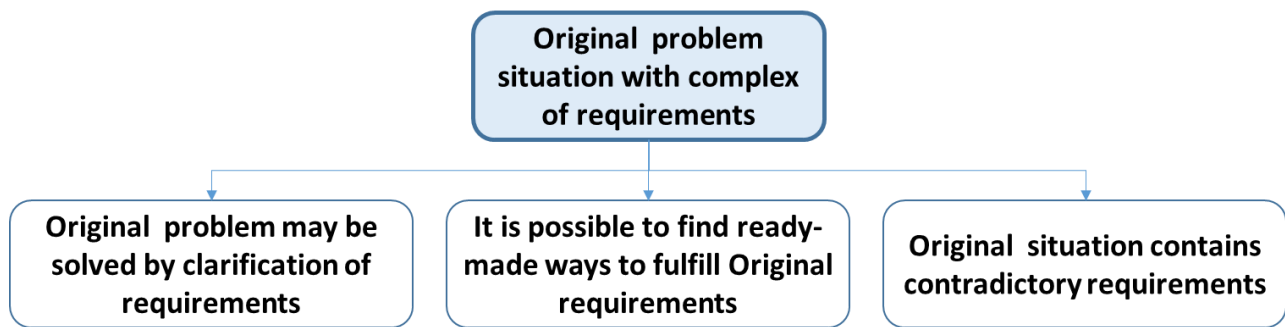 Original problem
situation with complex
of requirements
Original problem may be
solved by clarification of
requirements
It is possible to find ready-
made ways to fulfill Original
requirements
Original situation contains
contradictory requirements